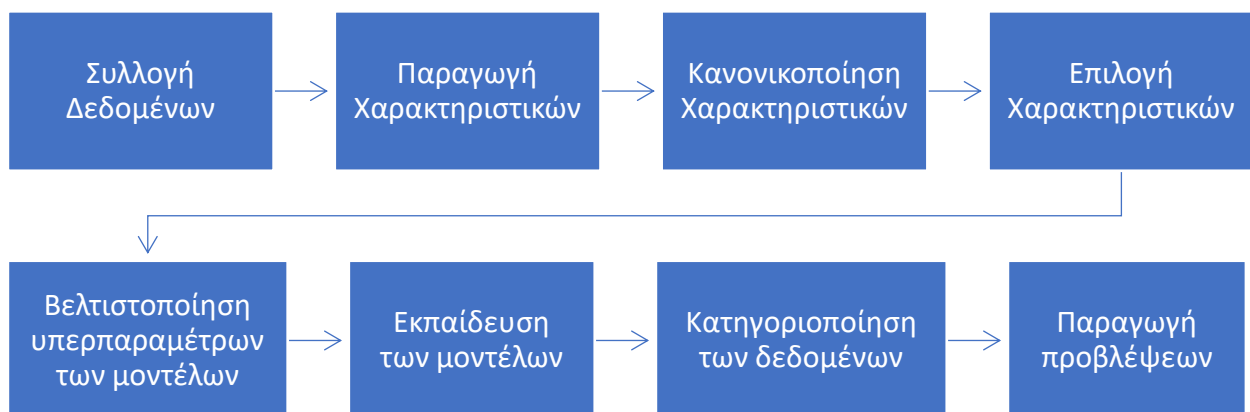 Συλλογή
Δεδομένων
Παραγωγή
Χαρακτηριστικών
Κανονικοποίηση
Χαρακτηριστικών
Επιλογή
Χαρακτηριστικών
Βελτιστοποίηση
υπερπαραμέτρων
των μοντέλων
Εκπαίδευση
των μοντέλων
Κατηγοριοποίηση
των δεδομένων
Παραγωγή
προβλέψεων